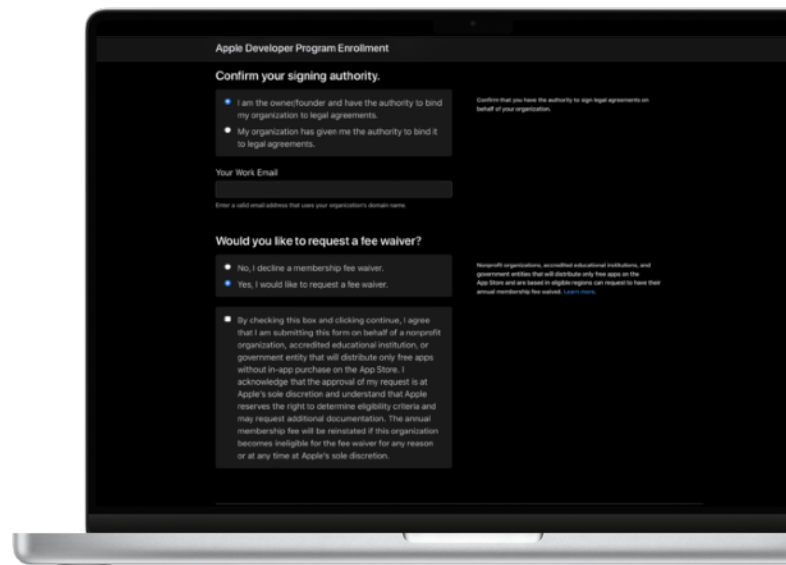 Apple Developer Program Enrollment
Confirm your signing authority.
I am the owner/founder and have the authority to bind
my organization to legal agreements.
My organization has given me the authority to bind it
to legal agreements.
Confirm that you have the authority to sign legal agreements on
behalf of your organization.
Your Work Email
Enter a valid email address that uses your organization's domain name.
Would you like to request a fee waiver?
No, I decline a membership fee waiver.
Yes, I would like to request a fee waiver.
Nonprofit organizations, accredited educational institutions, and
government entities that will distribute only free apps on the
App Store and are based in eligible regions can request to have their
annual membership fee waived. Learn more.
By checking this box and clicking continue, I agree
that I am submitting this form on behalf of a nonprofit
organization, accredited educational institution, or
government entity that will distribute only free apps
without in-app purchase on the App Store. I
acknowledge that the approval of my request is at
Apple's sole discretion and understand that Apple
reserves the right to determine eligibility criteria and
may request additional documentation. The annual
membership fee will be reinstated if this organization
becomes ineligible for the fee waiver for any reason
or at any time at Apple's sole discretion.